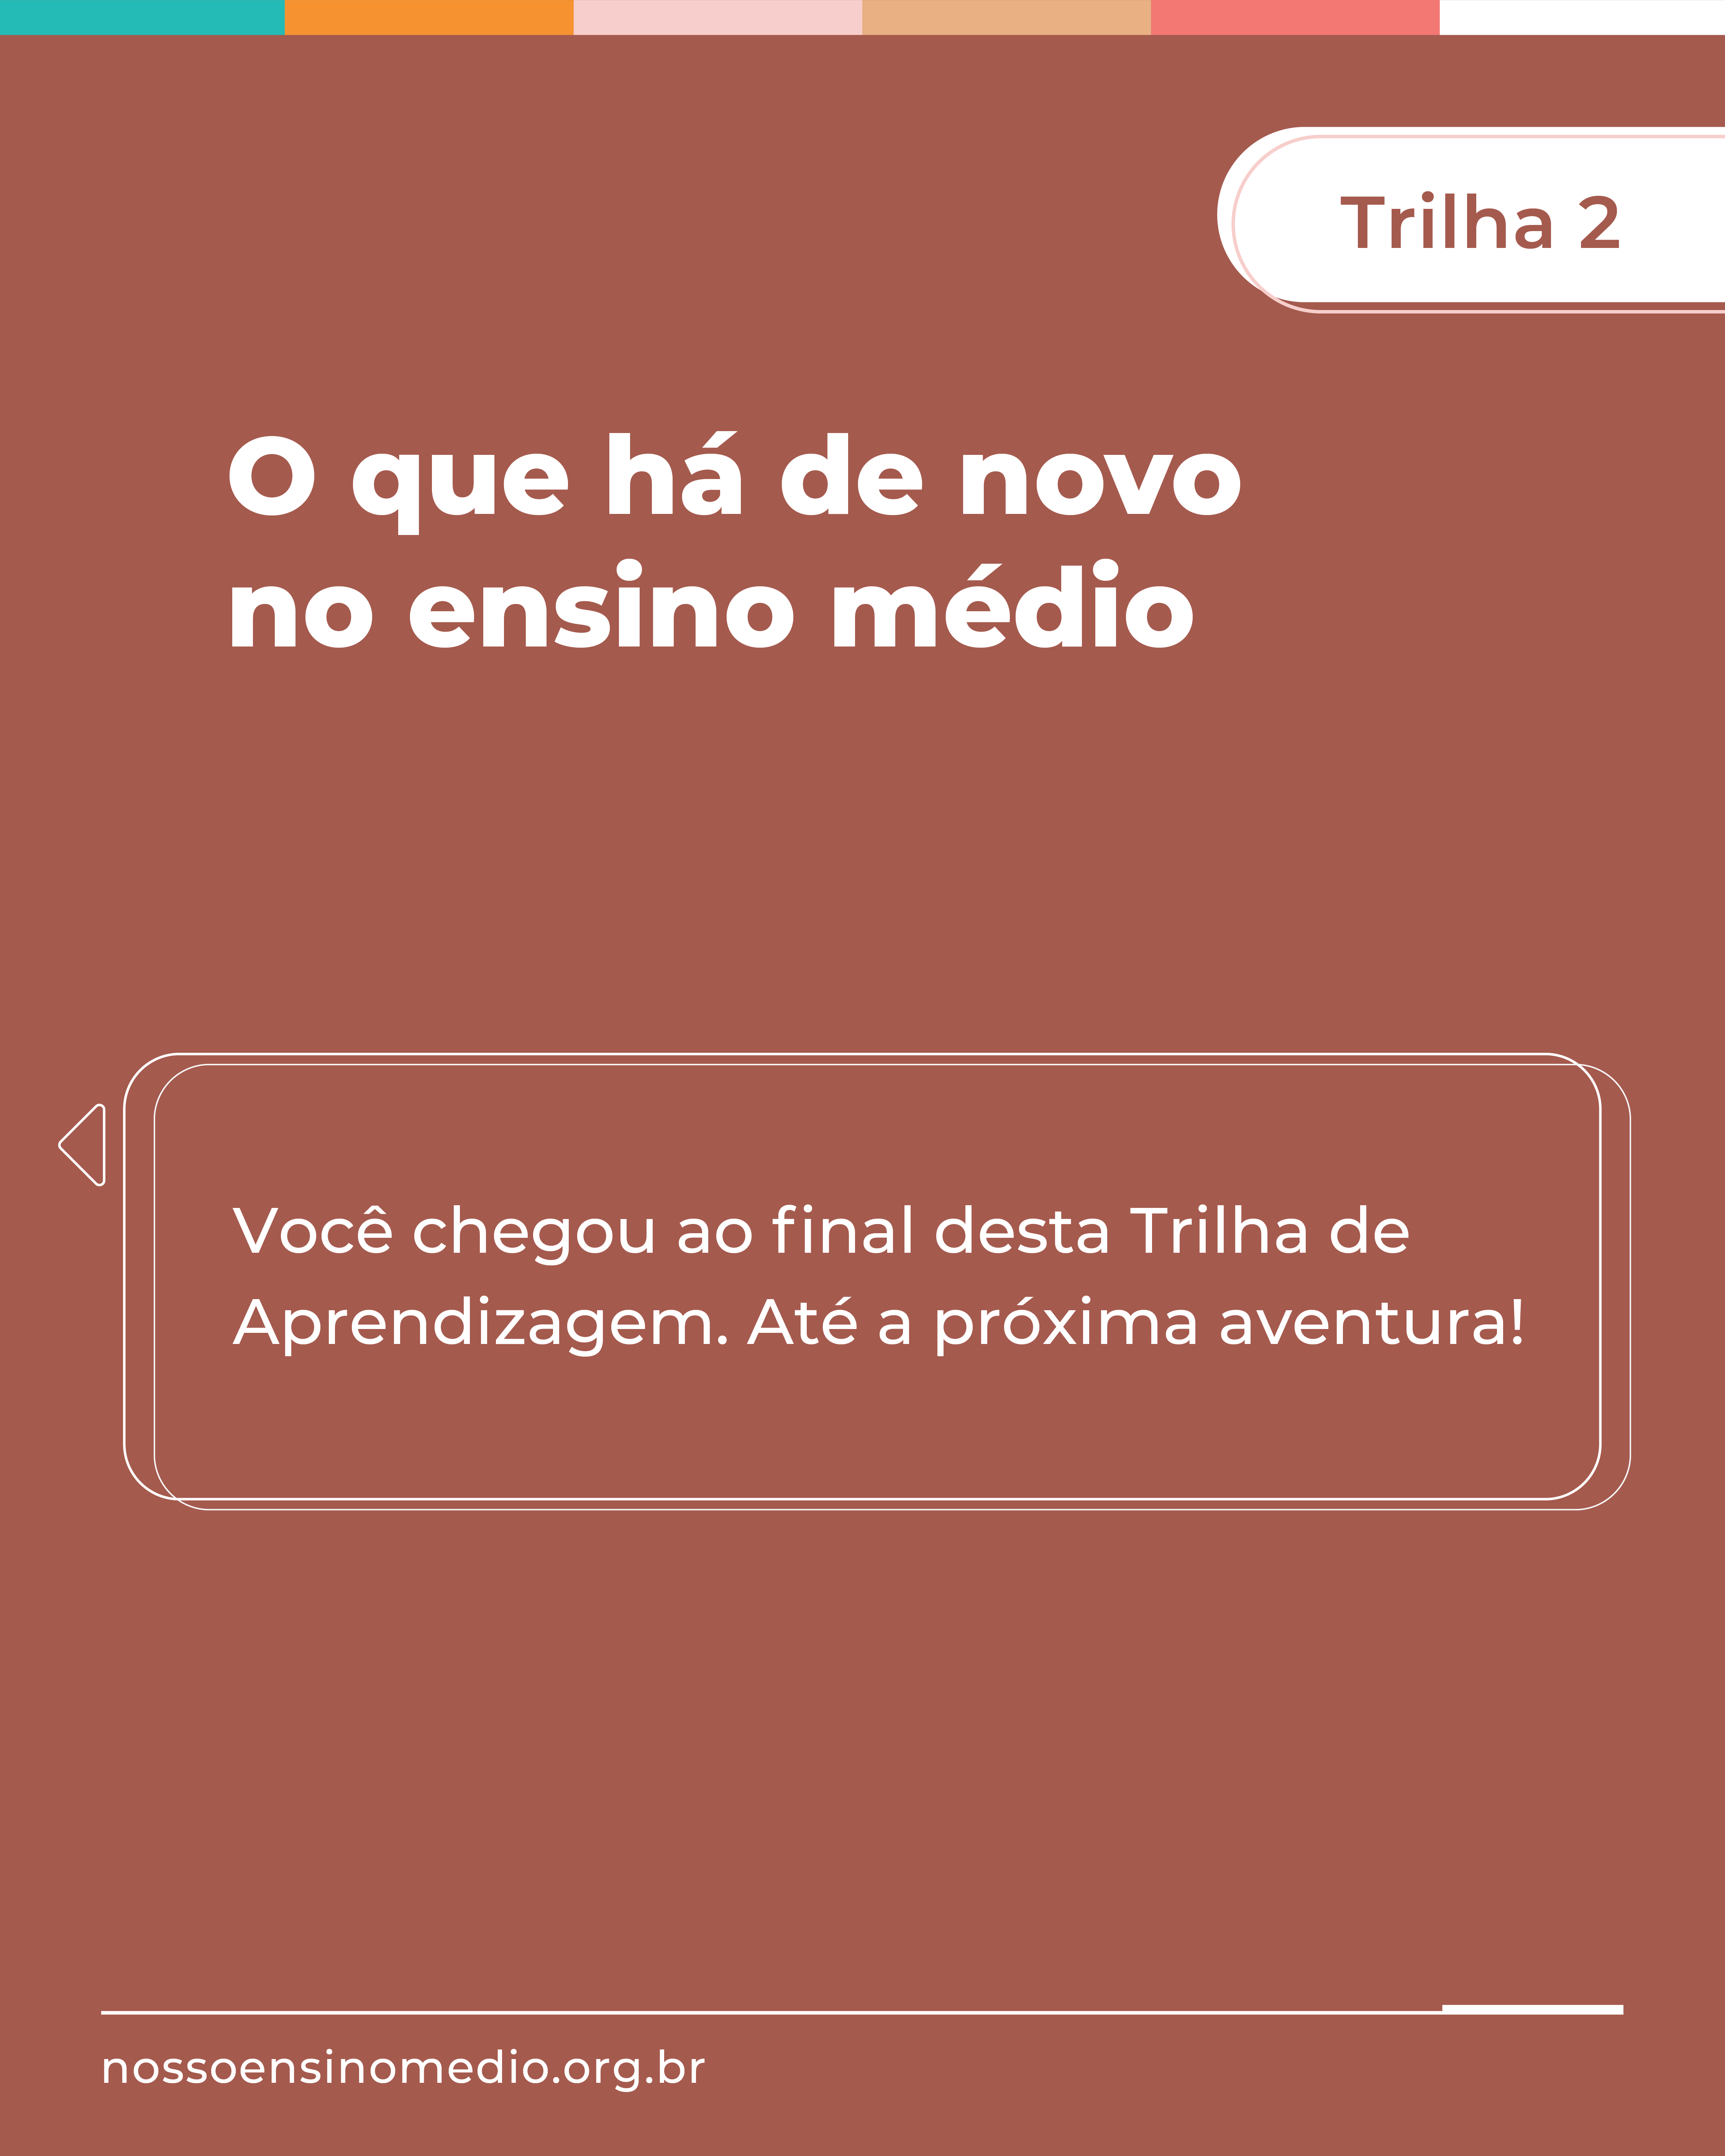 Trilha 2
O que há de novo
no ensino médio
Você chegou ao final desta Trilha de
Aprendizagem. Até a próxima aventura!
nossoensinomedio.org.br